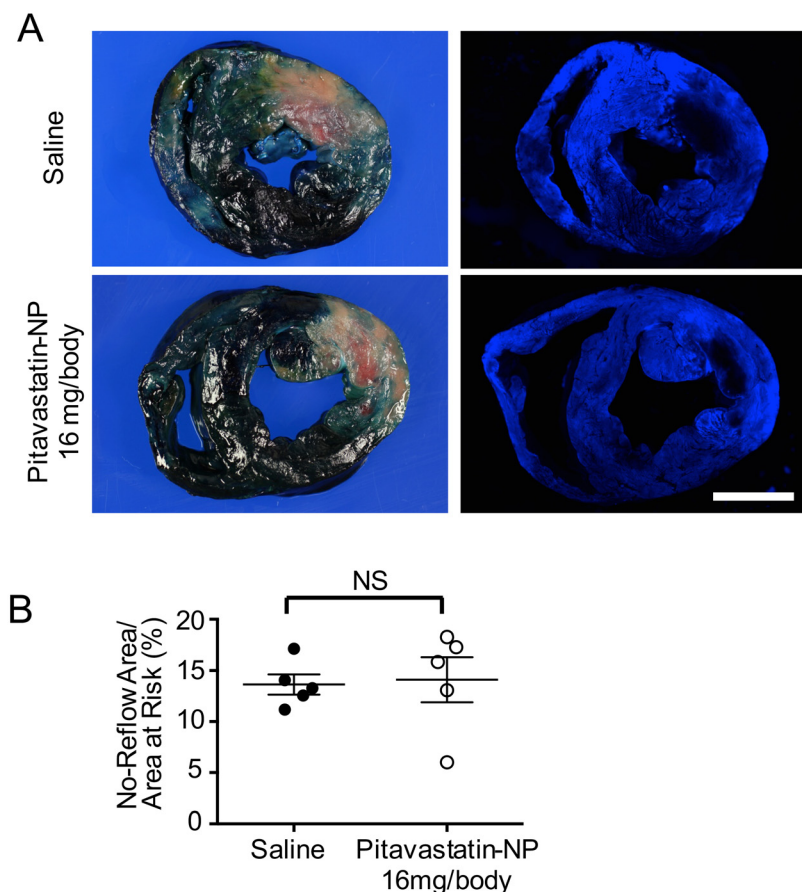 A
Saline
Pitavastatin-NP
16 mg/body
B
NS
No-Reflow Area/
Area at Risk (%)
20
15
10
5
0
Saline
Pitavastatin-NP
16mg/body